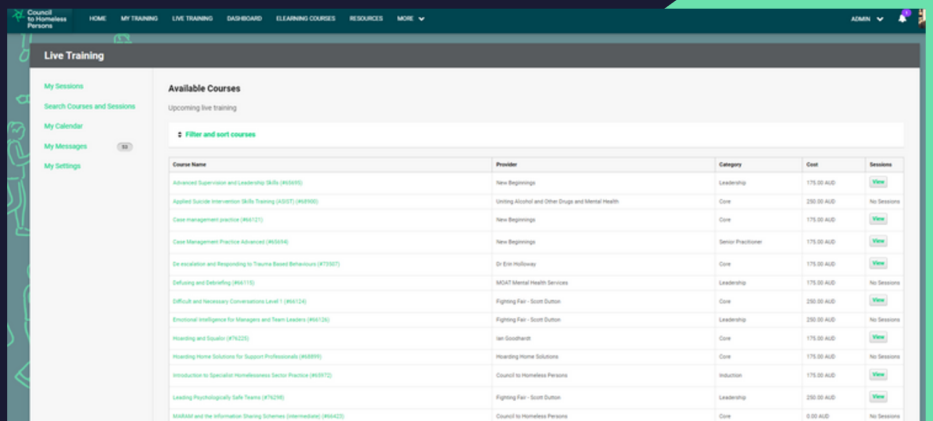 Council
to Homeless
Persons
HOME MY TRAINING LIVE TRAINING DASHBOARD ELEARNING COURSES RESOURCES MORE ADMIN
Live Training
My Sessions
Search Courses and Sessions
My Calendar
My Messages
My Settings
Available Courses
Upcoming live training
Filter and sort courses
Course Name Provider Category Cost Sessions
Advanced Supervision and Leadership Skills New Beginnings Leadership 175.00 AUD View
Applied Suicide Intervention Skills Training (ASIST) Uniting Alcohol and Other Drugs and Mental Health Core 250.00 AUD No Sessions
Case management practice (#66121) New Beginnings Core 175.00 AUD View
Case Management Practice Advanced New Beginnings Senior Practitioner 175.00 AUD View
De escalation and Responding to Trauma Based Behaviours Dr Erin Holloway Core 175.00 AUD View
Defusing and Debriefing (#66115) MOAT Mental Health Services Leadership 175.00 AUD No Sessions
Difficult and Necessary Conversations Level 1 (#66124) Fighting Fair - Scott Dutton Core 250.00 AUD View
Emotional Intelligence for Managers and Team Leaders (#66126) Fighting Fair - Scott Dutton Leadership 250.00 AUD No Sessions
Hoarding and Squalor (#76225) Ian Goodhardt Core 175.00 AUD View
Hoarding Home Solutions for Support Professionals (#68899) Hoarding Home Solutions Core 175.00 AUD No Sessions
Introduction to Specialist Homelessness Sector Practice (#65972) Council to Homeless Persons Induction 175.00 AUD View
Leading Psychologically Safe Teams (#76298) Fighting Fair - Scott Dutton Leadership 250.00 AUD View
MARAM and the Information Sharing Schemes (Intermediate) (#66423) Council to Homeless Persons Core 0.00 AUD No Sessions